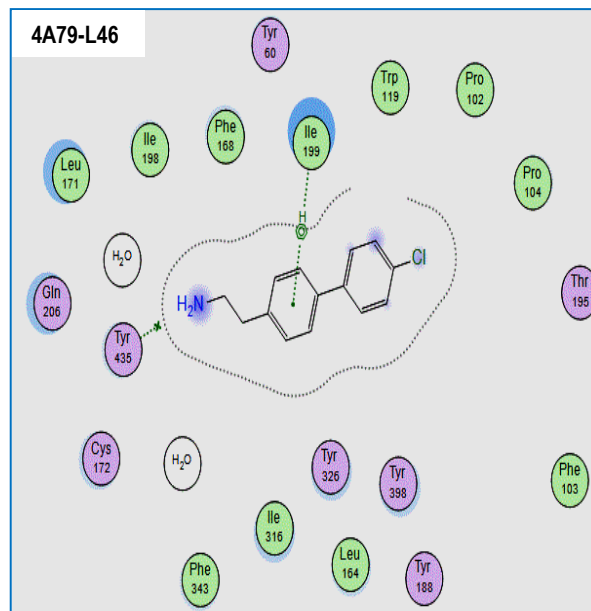 4A79-L46
Tyr
60
Trp
119
Pro
102
Ile
199
Phe
168
Ile
198
Leu
171
Pro
104
H
H₂O
Cl
Gln
206
H₂N
Thr
195
Tyr
435
Cys
172
H₂O
Tyr
326
Tyr
398
Phe
103
Ile
316
Leu
164
Phe
343
Tyr
188